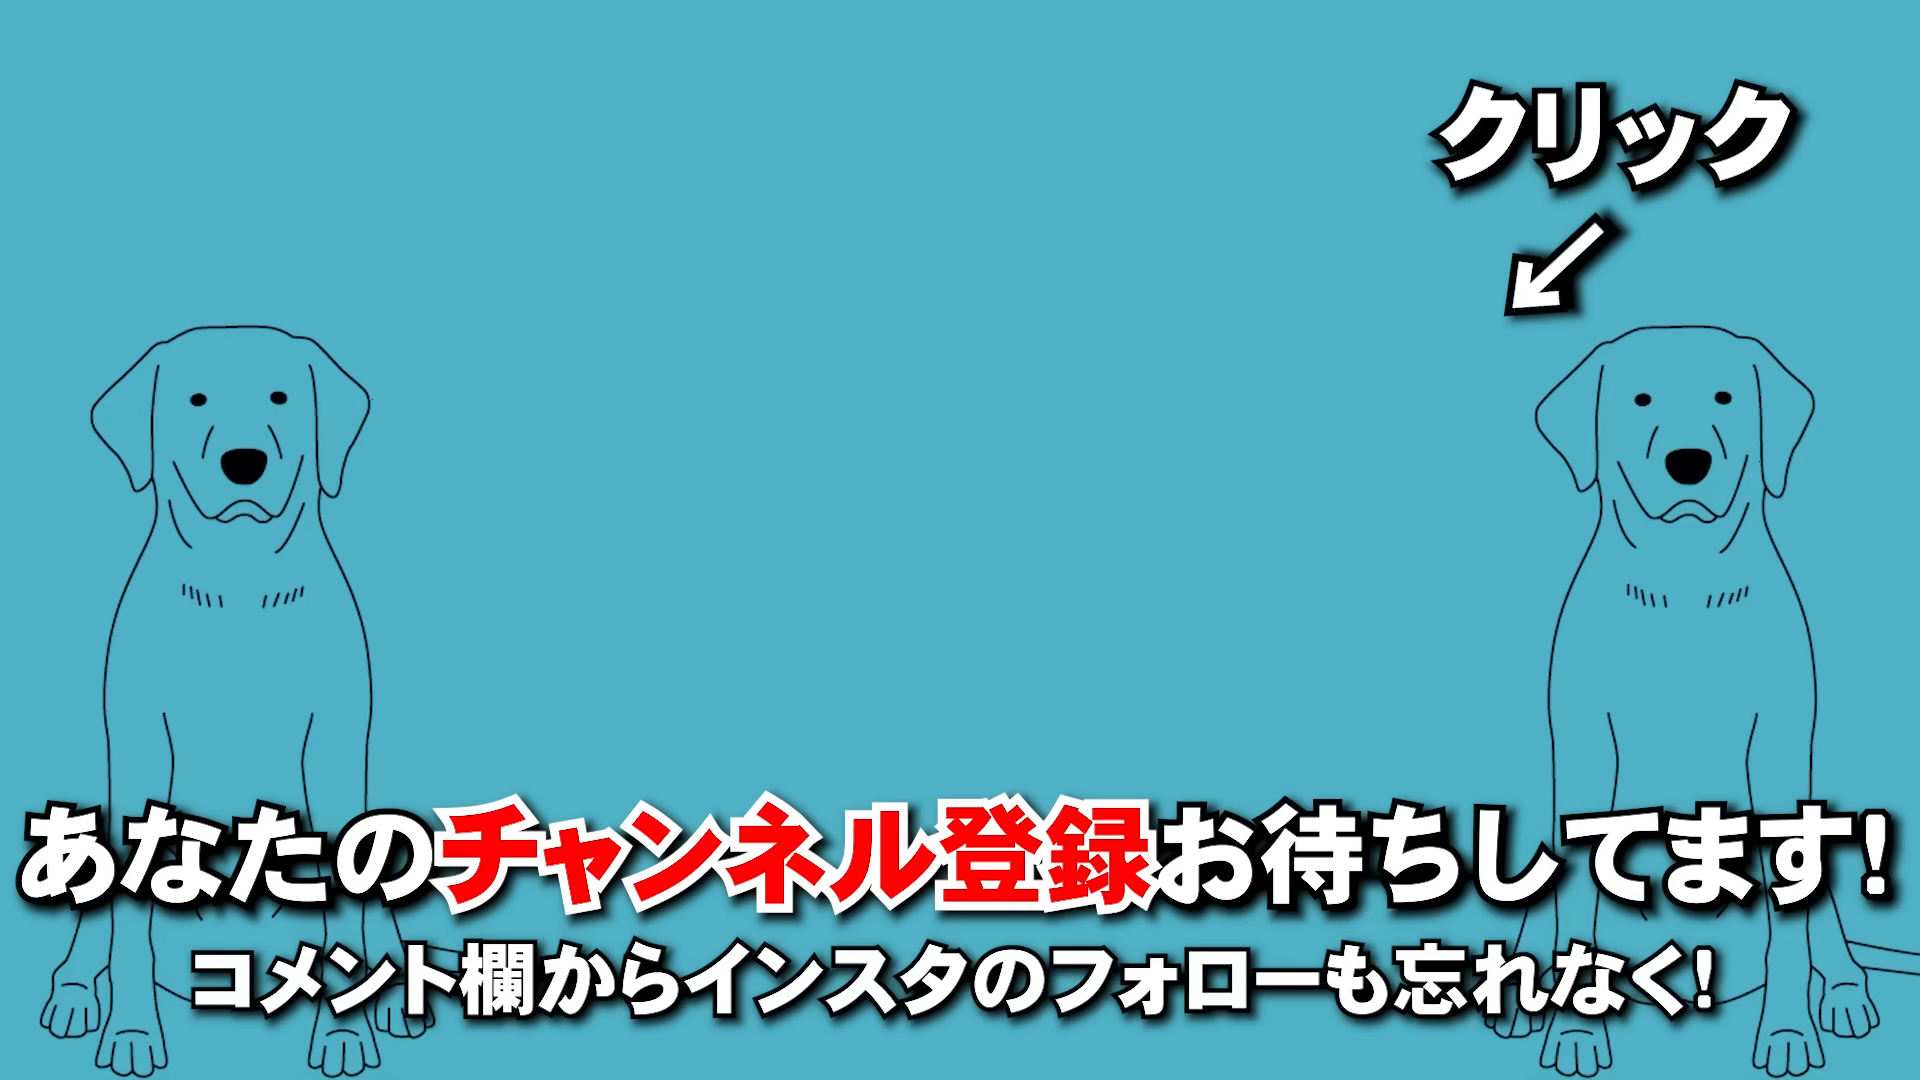 クリック
あなたのチャンネル登録お待ちしてます!
コメント欄からインスタのフォローも忘れなく!